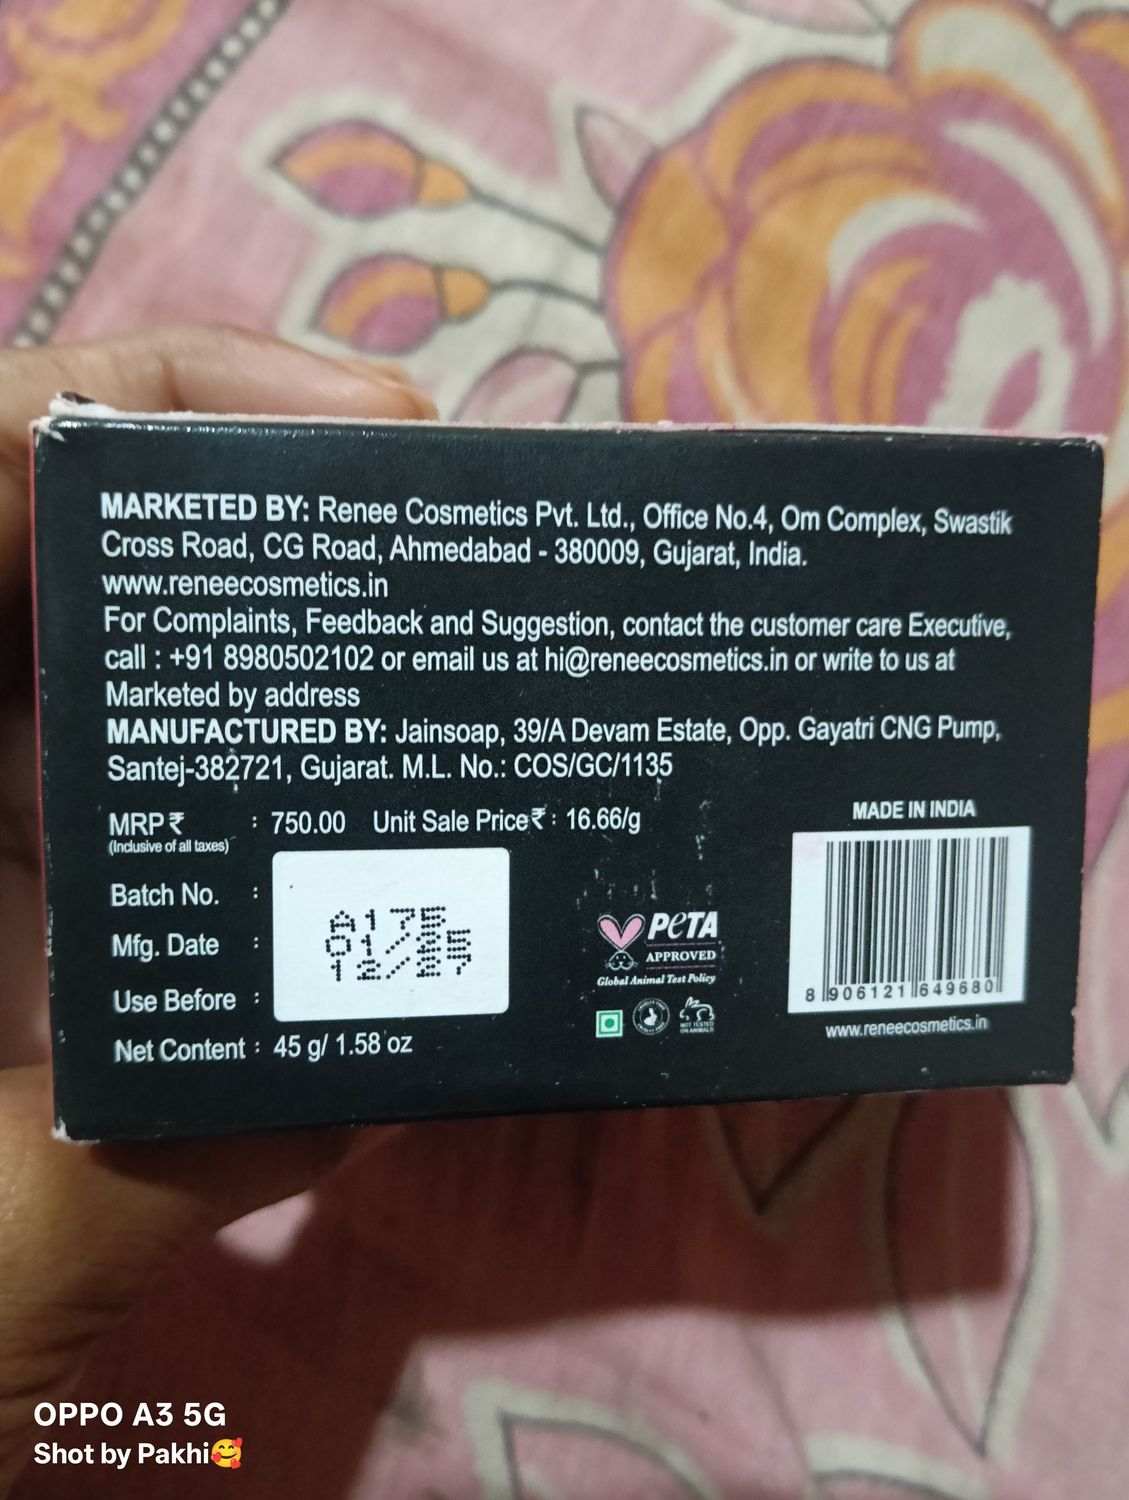 MARKETED BY: Renee Cosmetics Pvt. Ltd., Office No.4, Om Complex, Swastik
Cross Road, CG Road, Ahmedabad - 380009, Gujarat, India.
www.reneecosmetics.in
For Complaints, Feedback and Suggestion, contact the customer care Executive,
call : +91 8980502102 or email us at hi@reneecosmetics.in or write to us at
Marketed by address
MANUFACTURED BY: Jainsoap, 39/A Devam Estate, Opp. Gayatri CNG Pump,
Santej-382721, Gujarat. M.L. No.: COS/GC/1135
MRP ₹ : 750.00 Unit Sale Price ₹ : 16.66/g
(Inclusive of all taxes)
Batch No. : A175
Mfg. Date : 01/25
Use Before : 12/27
Net Content : 45 g/ 1.58 oz
PETA
APPROVED
Global Animal Test Policy
NOT TESTED
ON ANIMALS
MADE IN INDIA
8 906121 649680
www.reneecosmetics.in
OPPO A3 5G
Shot by Pakhi🥰